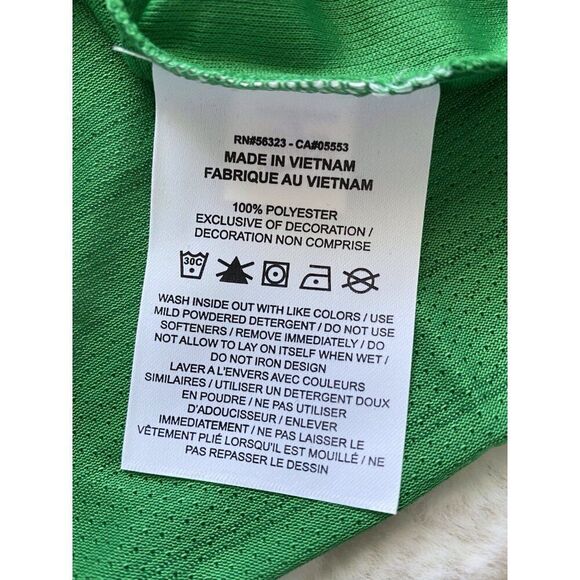 RN#56323 - CA#05553
MADE IN VIETNAM
FABRIQUE AU VIETNAM
100% POLYESTER
EXCLUSIVE OF DECORATION /
DECORATION NON COMPRISE
30C
WASH INSIDE OUT WITH LIKE COLORS / USE
MILD POWDERED DETERGENT / DO NOT USE
SOFTENERS / REMOVE IMMEDIATELY / DO
NOT ALLOW TO LAY ON ITSELF WHEN WET /
DO NOT IRON DESIGN
LAVER A L'ENVERS AVEC COULEURS
SIMILAIRES / UTILISER UN DETERGENT DOUX
EN POUDRE / NE PAS UTILISER
D'ADOUCISSEUR / ENLEVER
IMMEDIATEMENT / NE PAS LAISSER LE
VÊTEMENT PLIÉ LORSQU'IL EST MOUILLÉ / NE
PAS REPASSER LE DESSIN